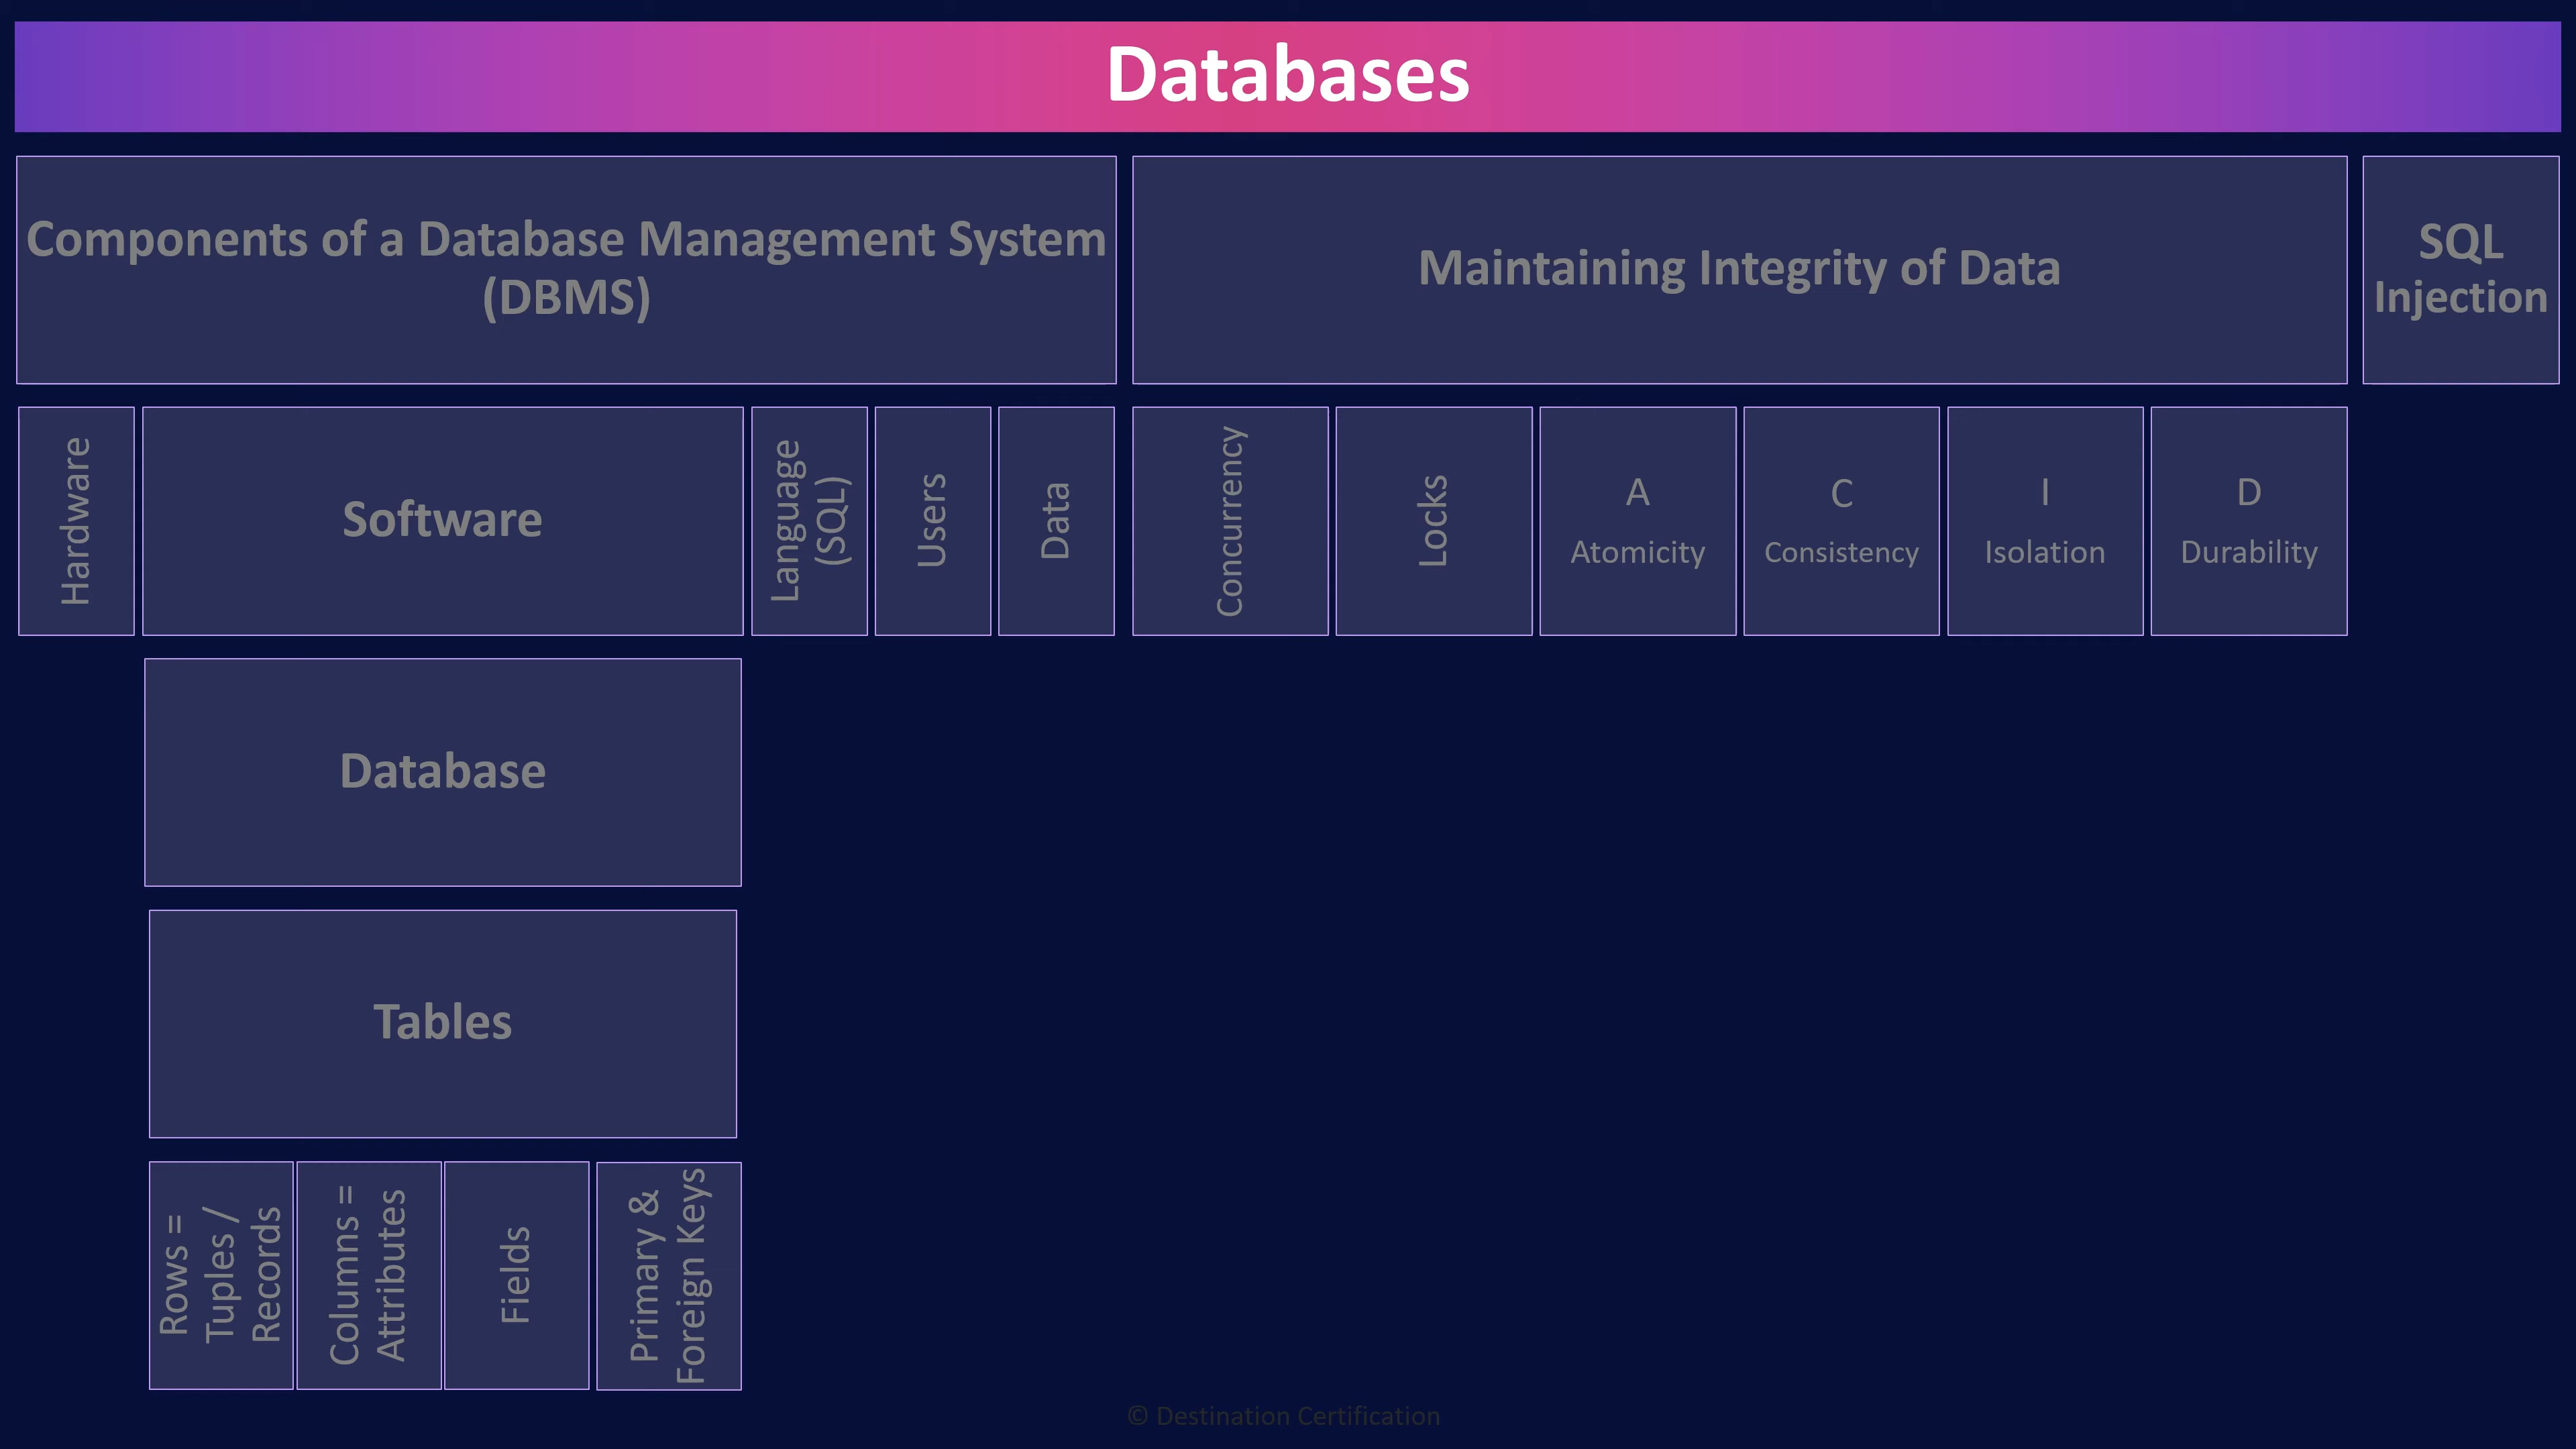 Databases
Components of a Database Management System
(DBMS)
Maintaining Integrity of Data
SQL
Injection
Hardware
Software
Language
(SQL)
Users
Data
Concurrency
Locks
A
Atomicity
C
Consistency
I
Isolation
D
Durability
Database
Tables
Rows =
Tuples /
Records
Columns =
Attributes
Fields
Primary &
Foreign Keys
© Destination Certification